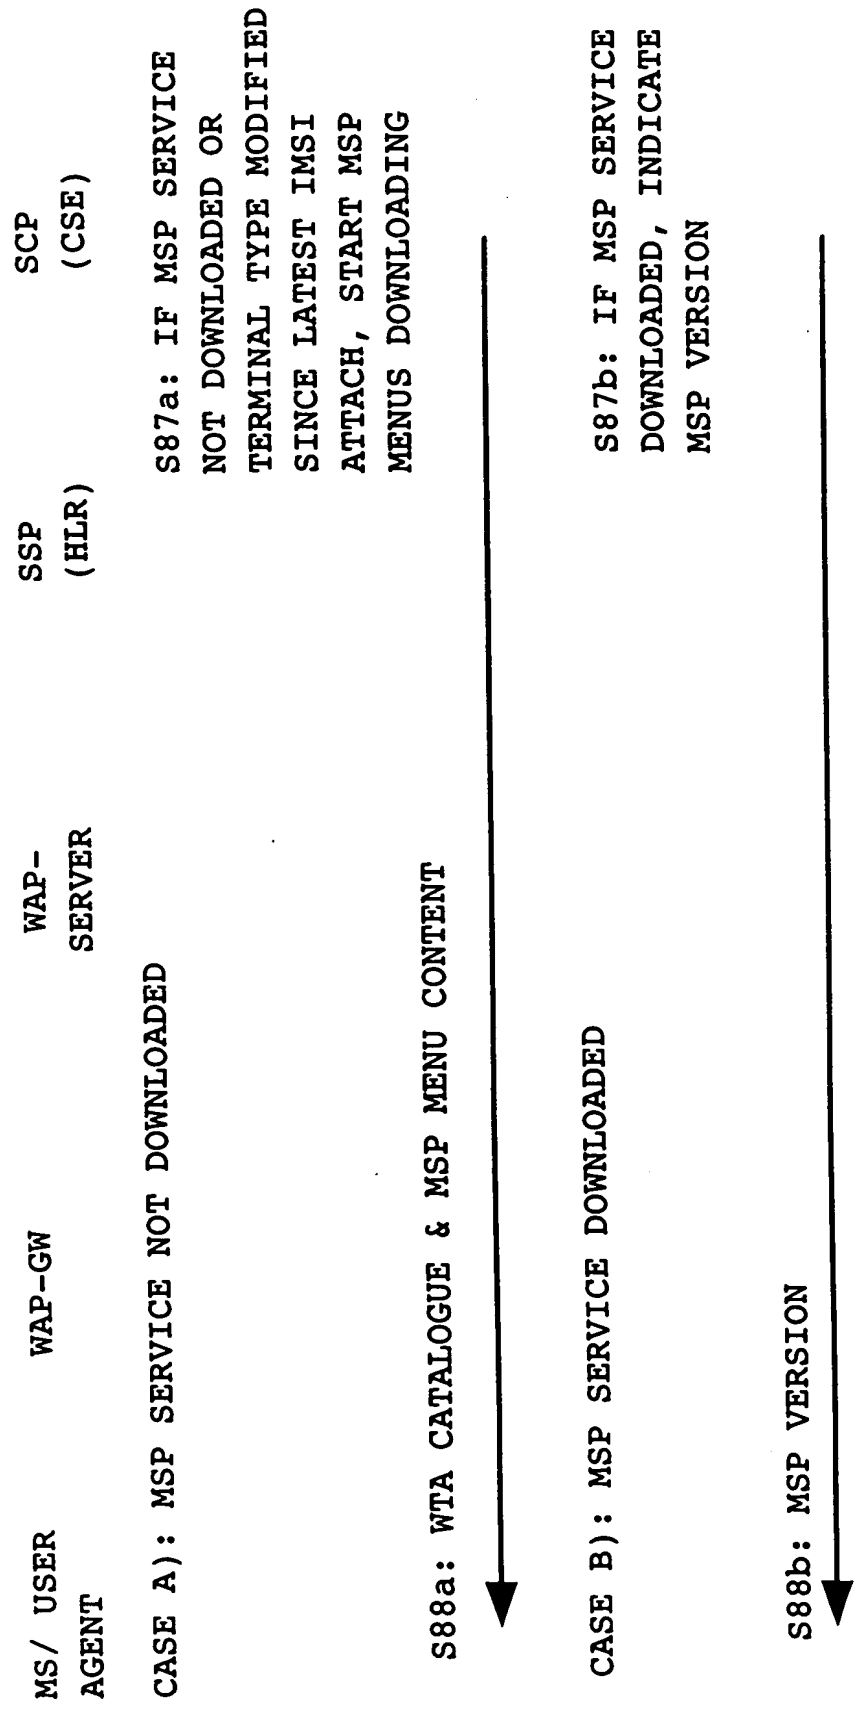 MS/ USER
AGENT
WAP-GW
WAP-
SERVER
SSP
(HLR)
SCP
(CSE)
CASE A): MSP SERVICE NOT DOWNLOADED
S87a: IF MSP SERVICE
NOT DOWNLOADED OR
TERMINAL TYPE MODIFIED
SINCE LATEST IMSI
ATTACH, START MSP
MENUS DOWNLOADING
S88a: WTA CATALOGUE & MSP MENU CONTENT
CASE B): MSP SERVICE DOWNLOADED
S87b: IF MSP SERVICE
DOWNLOADED, INDICATE
MSP VERSION
S88b: MSP VERSION